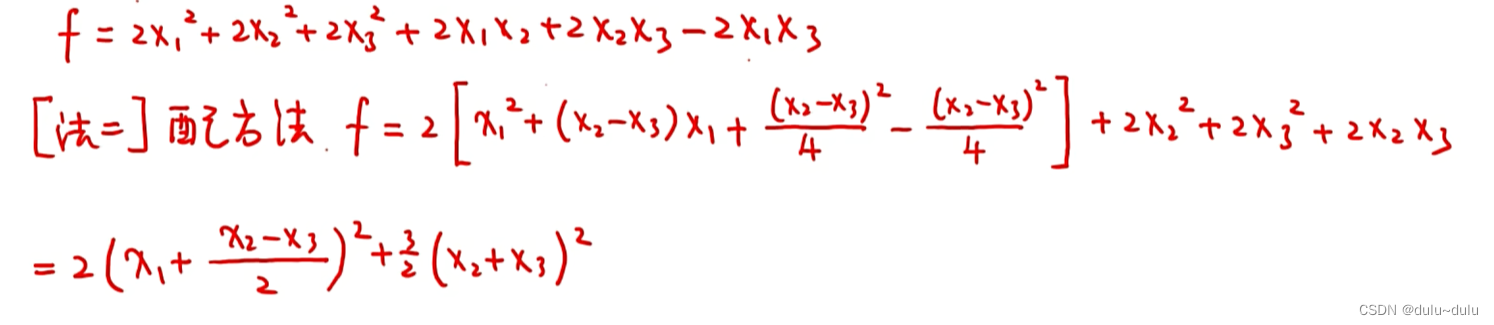 f = 2x₁² + 2x₂² + 2x₃² + 2x₁x₂ + 2x₂x₃ - 2x₁x₃
[法二] 配方法. f = 2[x₁² + (x₂-x₃)x₁ + (x₂-x₃)²/4 - (x₂-x₃)²/4] + 2x₂² + 2x₃² + 2x₂x₃
= 2(x₁ + (x₂-x₃)/2)² + 3/2(x₂+x₃)²
CSDN @dulu~dulu